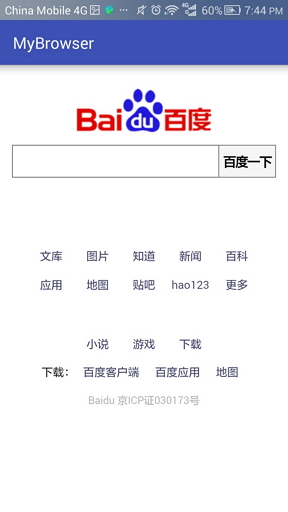 China Mobile 4G ... 4G 60% 7:44 PM
MyBrowser
Bai du 百度
百度一下
文库 图片 知道 新闻 百科
应用 地图 贴吧 hao123 更多
小说 游戏 下载
下载： 百度客户端 百度应用 地图
Baidu 京ICP证030173号